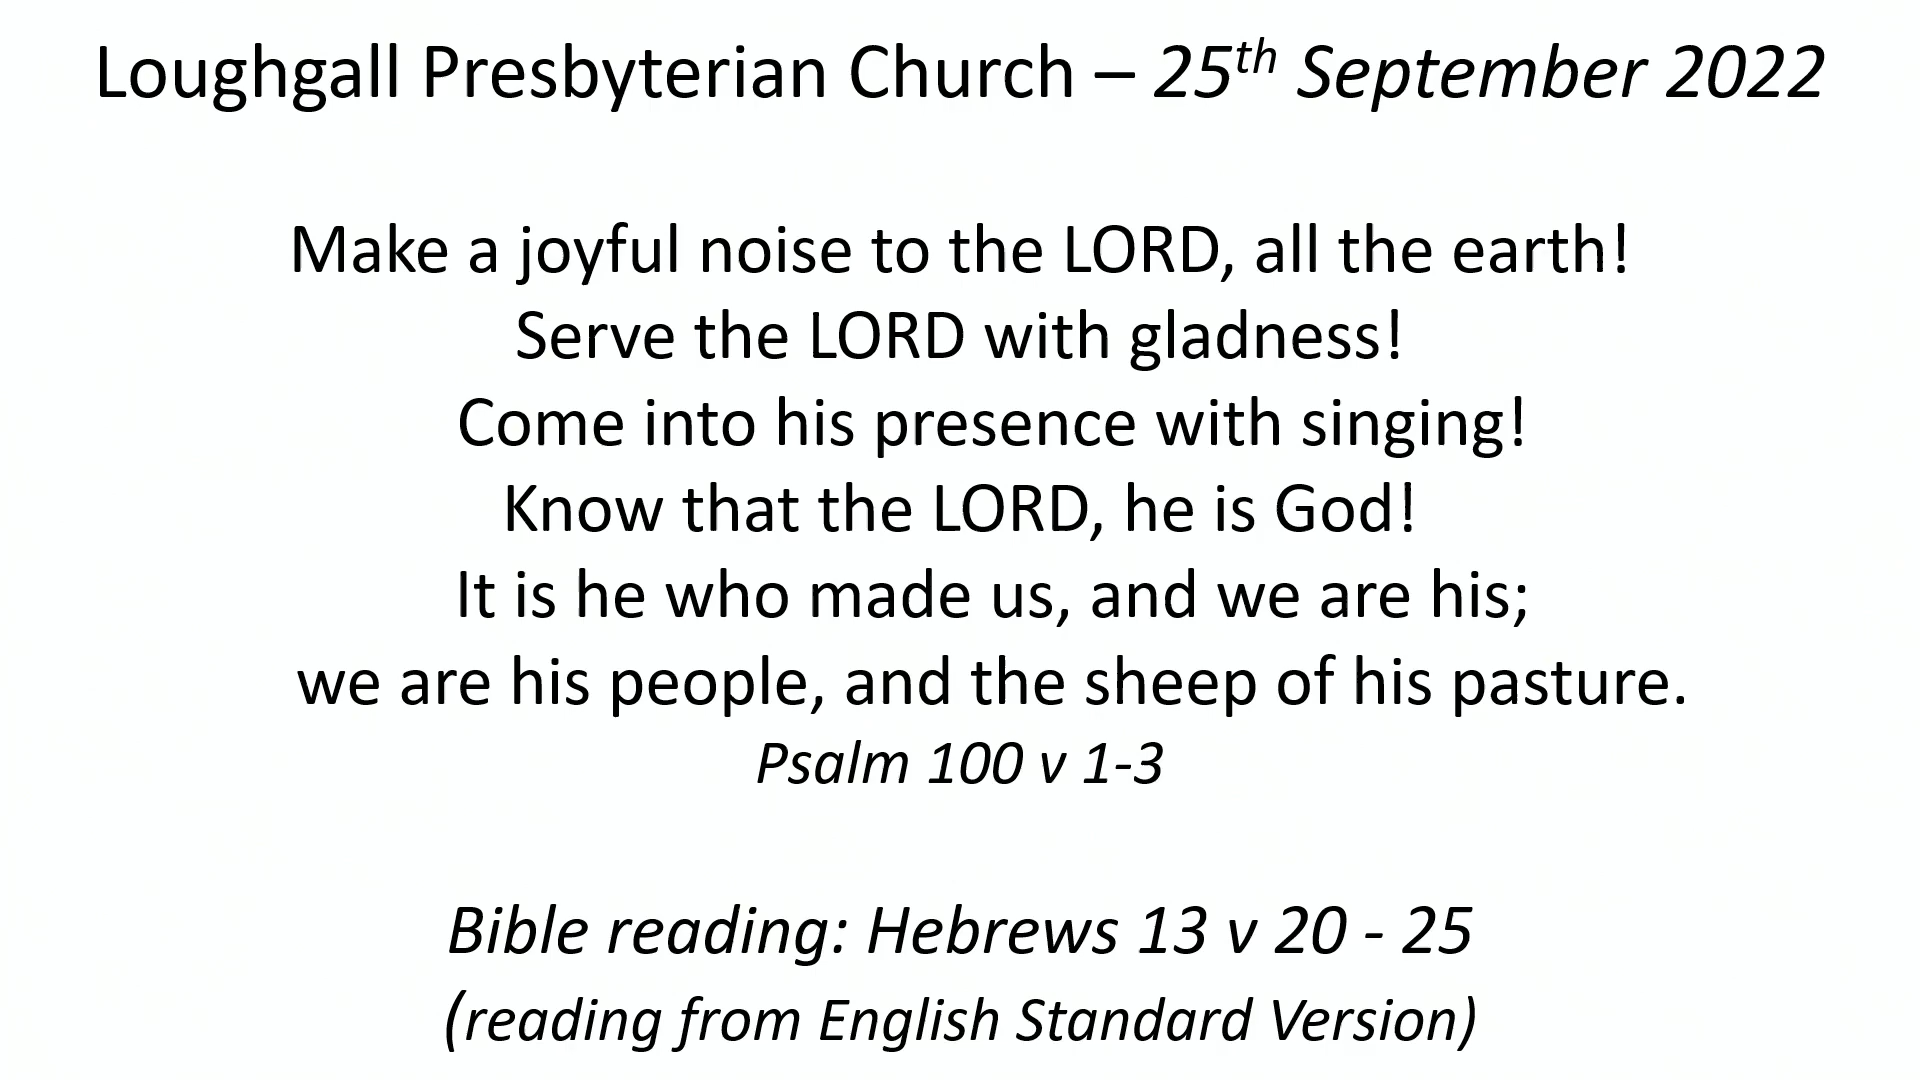 Loughgall Presbyterian Church – 25th September 2022
Make a joyful noise to the LORD, all the earth!
Serve the LORD with gladness!
Come into his presence with singing!
Know that the LORD, he is God!
It is he who made us, and we are his;
we are his people, and the sheep of his pasture.
Psalm 100 v 1-3
Bible reading: Hebrews 13 v 20 - 25
(reading from English Standard Version)